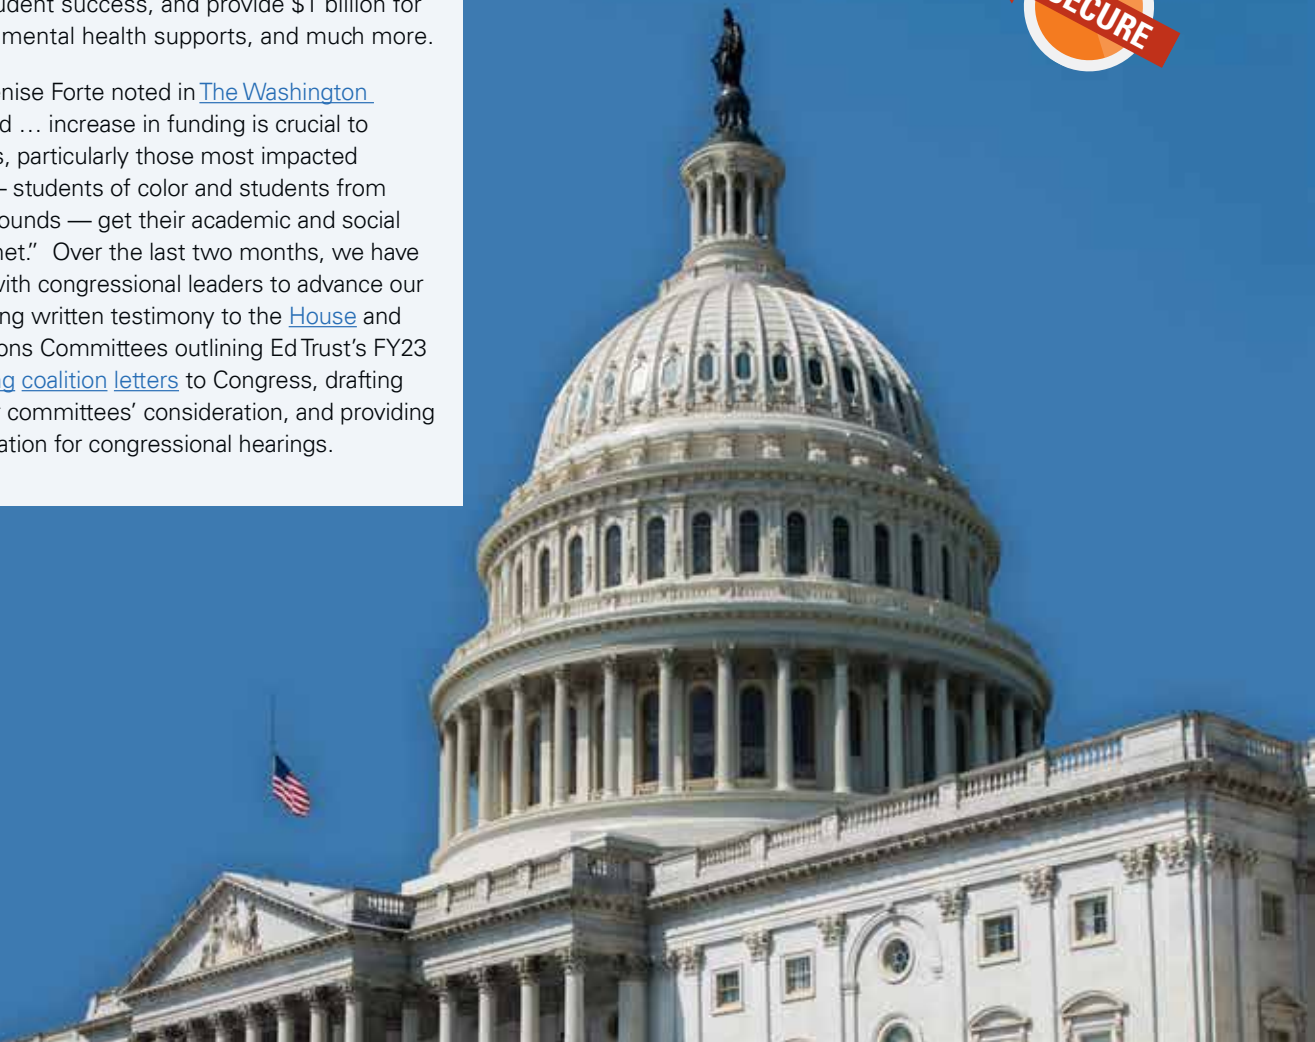 udent success, and provide $1 billion for
mental health supports, and much more.
nise Forte noted in The Washington
d … increase in funding is crucial to
s, particularly those most impacted
– students of color and students from
ounds — get their academic and social
net.”  Over the last two months, we have
with congressional leaders to advance our
ng written testimony to the House and
ons Committees outlining Ed Trust’s FY23
ng coalition letters to Congress, drafting
committees’ consideration, and providing
ation for congressional hearings.
SECURE